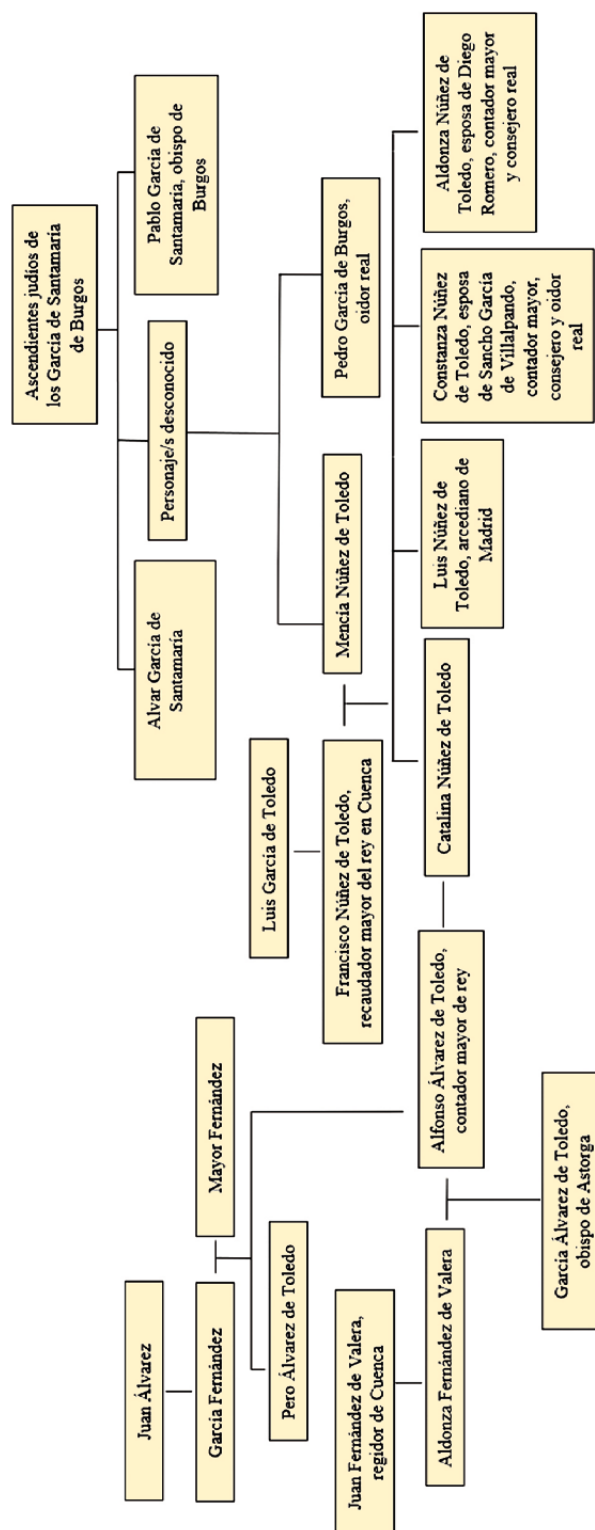 Ascendientes judíos de
los García de Santamaría
de Burgos
Juan Álvarez
Alvar García de
Santamaría
Personaje/s desconocido
Pablo García de
Santamaría, obispo de
Burgos
García Fernández
Mayor Fernández
Luis García de Toledo
Pero Álvarez de Toledo
Francisco Núñez de Toledo,
recaudador mayor del rey en Cuenca
Mencía Núñez de Toledo
Pedro García de Burgos,
oidor real
Juan Fernández de Valera,
regidor de Cuenca
Aldonza Fernández de Valera
Alfonso Álvarez de Toledo,
contador mayor de rey
Catalina Núñez de Toledo
Luis Núñez de
Toledo, arcediano de
Madrid
Constanza Núñez
de Toledo, esposa
de Sancho García
de Villalpando,
contador mayor,
consejero y oidor
real
Aldonza Núñez de
Toledo, esposa de Diego
Romero, contador mayor
y consejero real
García Álvarez de Toledo,
obispo de Astorga